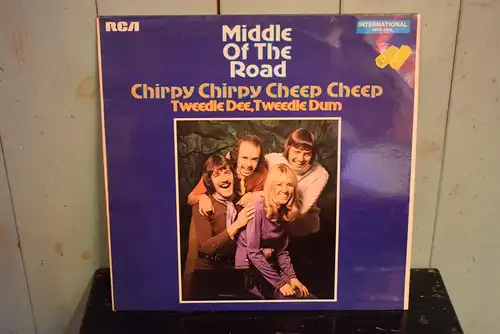 RCA
INTERNATIONAL
Middle
Of The
Road
Chirpy Chirpy Cheep Cheep
Tweedle Dee, Tweedle Dum